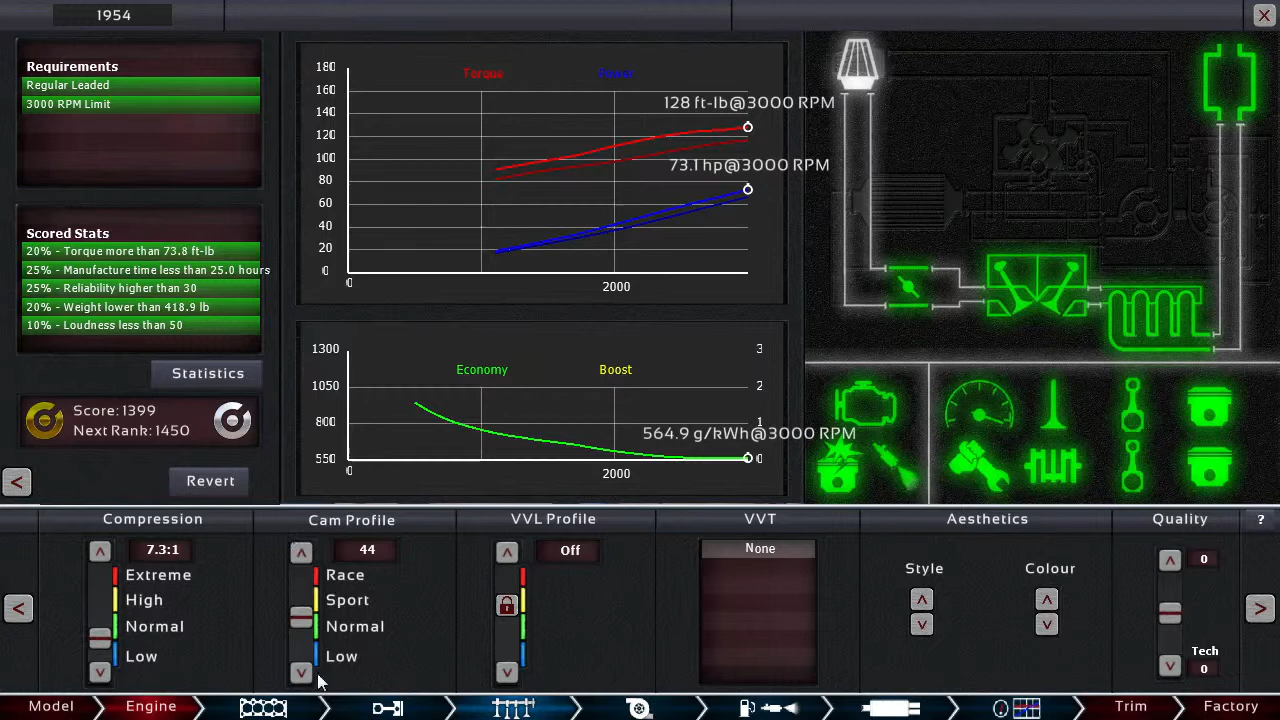 1954
Requirements
Regular Leaded
3000 RPM Limit
Scored Stats
20% - Torque more than 73.8 ft-lb
25% - Manufacture time less than 25.0 hours
25% - Reliability higher than 30
20% - Weight lower than 418.9 lb
10% - Loudness less than 50
Statistics
Score: 1399
Next Rank: 1450
<
Revert
180
160
140
120
100
80
60
40
20
0
0
2000
Torque
Power
128 ft-lb@3000 RPM
73.1 hp@3000 RPM
1300
1050
800
550
0
2000
3
2
1
0
Economy
Boost
564.9 g/kWh@3000 RPM
Compression
7.3:1
Extreme
High
Normal
Low
Cam Profile
44
Race
Sport
Normal
Low
VVL Profile
Off
VVT
None
Aesthetics
Style
Colour
Quality
0
Tech
0
?
<
>
Model
Engine
Trim
Factory